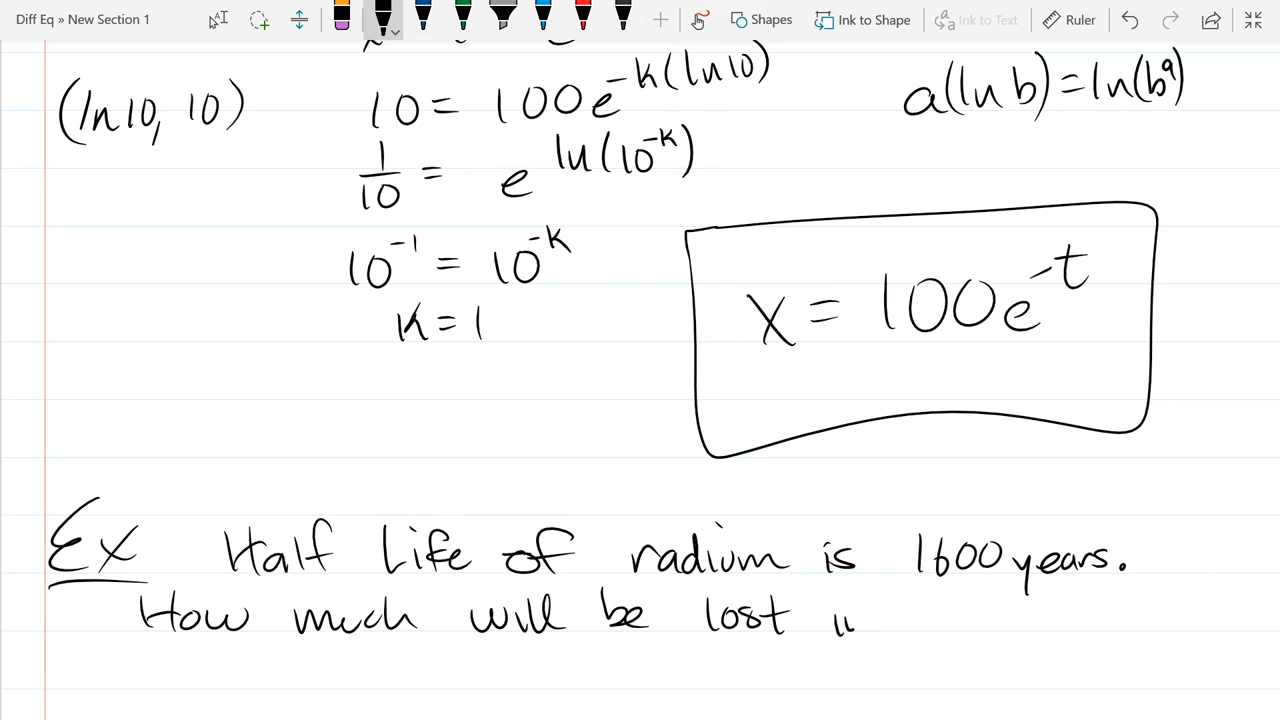 Diff Eq » New Section 1
Shapes
Ink to Shape
Ink to Text
Ruler
(ln10, 10)
10 = 100e^{-k(ln10)}
a(ln b) = ln(b^a)
1/10 = e^{ln(10^{-k})}
10^{-1} = 10^{-k}
k = 1
x = 100e^{-t}
Ex Half Life of radium is 1600 years.
How much will be lost